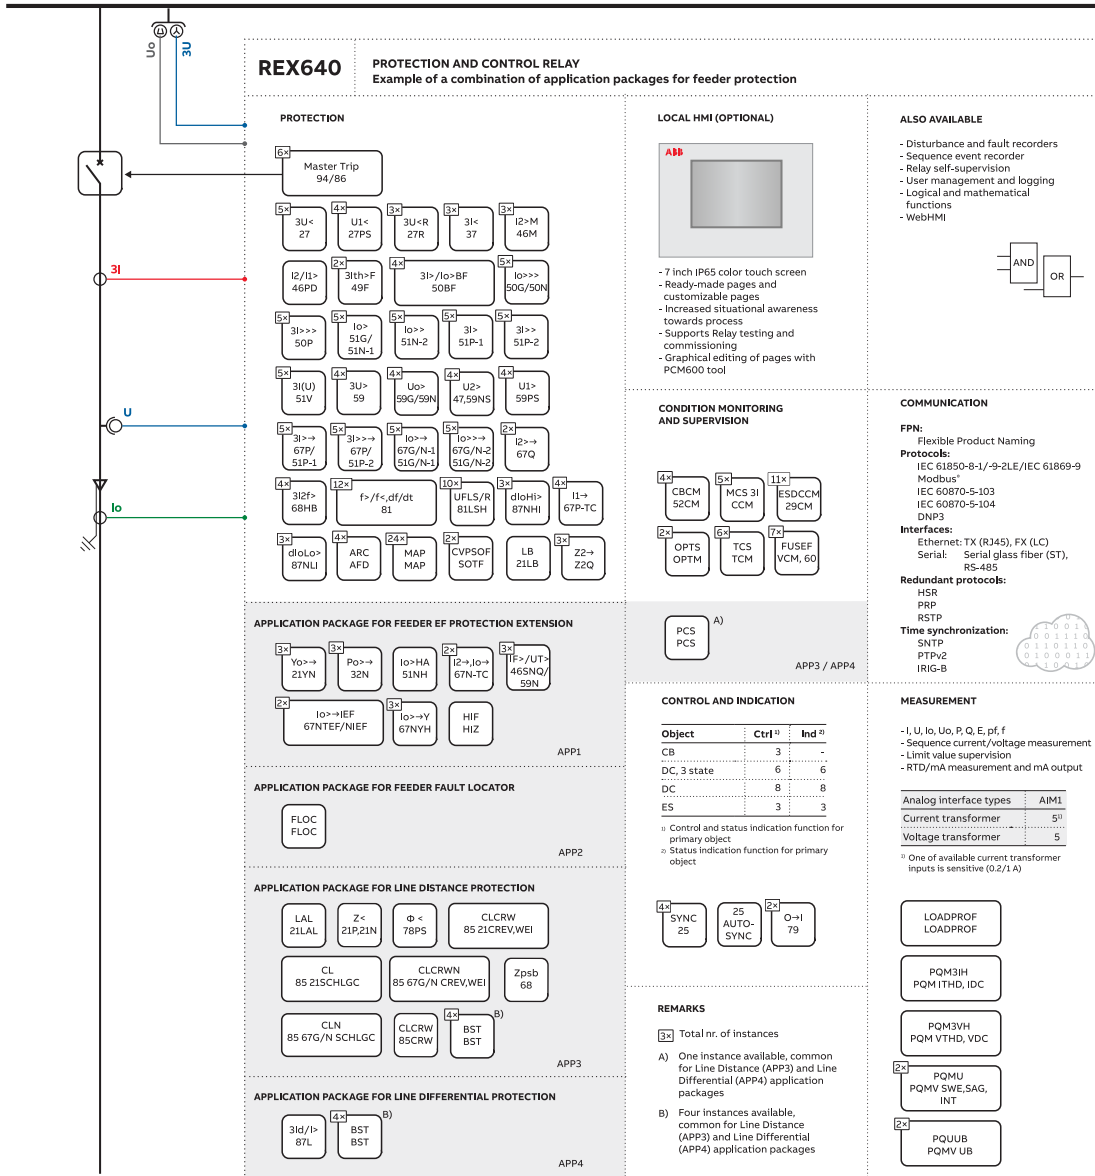 Uo
3U
REX640
PROTECTION AND CONTROL RELAY
Example of a combination of application packages for feeder protection
PROTECTION
6×
Master Trip
94/86
5×
3U<
27
4×
U1<
27PS
3×
3U<R
27R
3×
3I<
37
3×
I2>M
46M
3I
I2/I1>
46PD
2×
3Ith>F
49F
4×
3I>/Io>BF
50BF
5×
Io>>>
50G/50N
5×
3I>>>
50P
5×
Io>
51G/
51N-1
5×
Io>>
51N-2
5×
3I>
51P-1
5×
3I>>
51P-2
5×
3I(U)
51V
4×
3U>
59
4×
Uo>
59G/59N
4×
U2>
47,59NS
4×
U1>
59PS
U
5×
3I>→
67P/
51P-1
5×
3I>>→
67P/
51P-2
5×
Io>→
67G/N-1
51G/N-1
5×
Io>>→
67G/N-2
51G/N-2
2×
I2>→
67Q
4×
3I2f>
68HB
12×
f>/f<,df/dt
81
10×
UFLS/R
81LSH
3×
dIoHi>
87NHI
4×
I1→
67P-TC
Io
3×
dIoLo>
87NLI
4×
ARC
AFD
24×
MAP
MAP
2×
CVPSOF
SOTF
LB
21LB
3×
Z2→
Z2Q
APPLICATION PACKAGE FOR FEEDER EF PROTECTION EXTENSION
3×
Yo>→
21YN
3×
Po>→
32N
Io>HA
51NH
2×
I2→,Io→
67N-TC
3×
IF>/UT>
46SNQ/
59N
2×
Io>→IEF
67NTEF/NIEF
3×
Io>→Y
67NYH
HIF
HIZ
APP1
APPLICATION PACKAGE FOR FEEDER FAULT LOCATOR
FLOC
FLOC
APP2
APPLICATION PACKAGE FOR LINE DISTANCE PROTECTION
LAL
21LAL
Z<
21P,21N
Φ <
78PS
CLCRW
85 21CREV,WEI
CL
85 21SCHLGC
CLCRWN
85 67G/N CREV,WEI
Zpsb
68
CLN
85 67G/N SCHLGC
CLCRW
85CRW
4×
BST
BST
B)
APP3
APPLICATION PACKAGE FOR LINE DIFFERENTIAL PROTECTION
3Id/I>
87L
4×
BST
BST
B)
APP4
LOCAL HMI (OPTIONAL)
ABB
- 7 inch IP65 color touch screen
- Ready-made pages and
customizable pages
- Increased situational awareness
towards process
- Supports Relay testing and
commissioning
- Graphical editing of pages with
PCM600 tool
CONDITION MONITORING
AND SUPERVISION
4×
CBCM
52CM
5×
MCS 3I
CCM
11×
ESDCCM
29CM
2×
OPTS
OPTM
6×
TCS
TCM
7×
FUSEF
VCM, 60
PCS
PCS
A)
APP3 / APP4
CONTROL AND INDICATION
Object Ctrl 1) Ind 2)
CB 3 -
DC, 3 state 6 6
DC 8 8
ES 3 3
1) Control and status indication function for
primary object
2) Status indication function for primary
object
4×
SYNC
25
25
AUTO-
SYNC
2×
O→I
79
REMARKS
3× Total nr. of instances
A) One instance available, common
for Line Distance (APP3) and Line
Differential (APP4) application
packages
B) Four instances available,
common for Line Distance
(APP3) and Line Differential
(APP4) application packages
ALSO AVAILABLE
- Disturbance and fault recorders
- Sequence event recorder
- Relay self-supervision
- User management and logging
- Logical and mathematical
functions
- WebHMI
AND
OR
COMMUNICATION
FPN:
Flexible Product Naming
Protocols:
IEC 61850-8-1/-9-2LE/IEC 61869-9
Modbus®
IEC 60870-5-103
IEC 60870-5-104
DNP3
Interfaces:
Ethernet: TX (RJ45), FX (LC)
Serial: Serial glass fiber (ST),
RS-485
Redundant protocols:
HSR
PRP
RSTP
Time synchronization:
SNTP
PTPv2
IRIG-B
MEASUREMENT
- I, U, Io, Uo, P, Q, E, pf, f
- Sequence current/voltage measurement
- Limit value supervision
- RTD/mA measurement and mA output
Analog interface types AIM1
Current transformer 5 1)
Voltage transformer 5
1) One of available current transformer
inputs is sensitive (0.2/1 A)
LOADPROF
LOADPROF
PQM3IH
PQM ITHD, IDC
PQM3VH
PQM VTHD, VDC
2×
PQMU
PQMV SWE,SAG,
INT
2×
PQUUB
PQMV UB